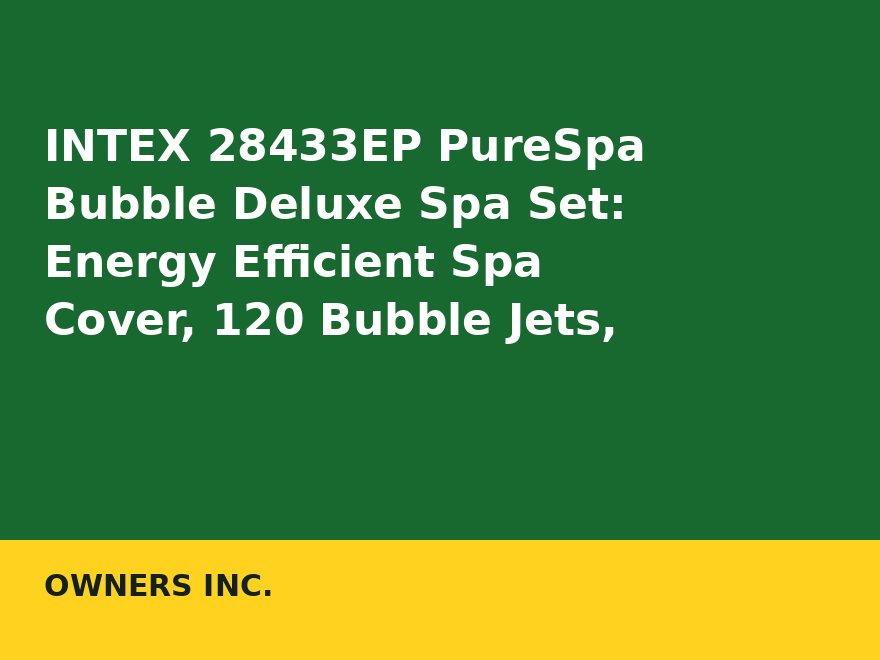 INTEX 28433EP PureSpa
Bubble Deluxe Spa Set:
Energy Efficient Spa
Cover, 120 Bubble Jets,
OWNERS INC.